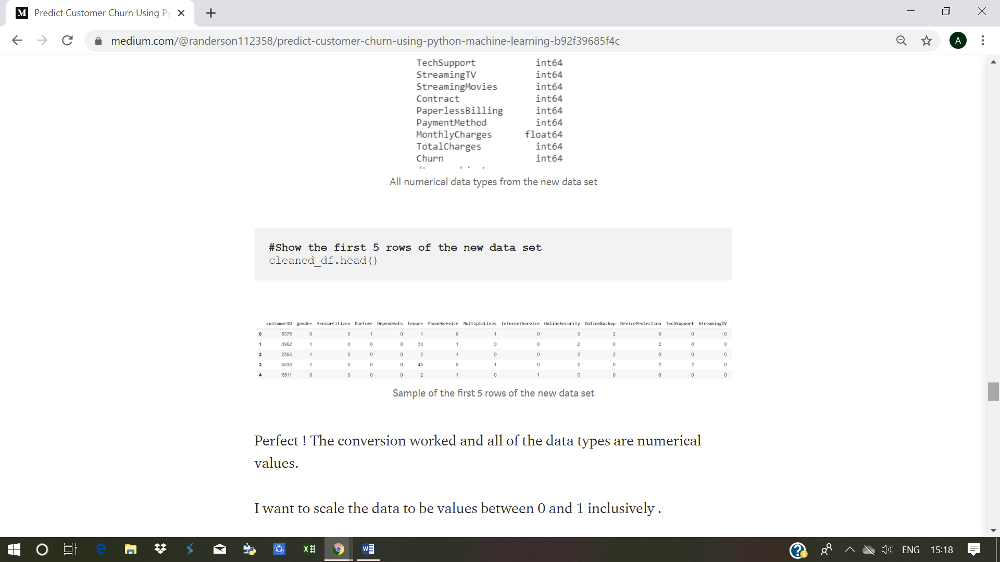 M Predict Customer Churn Using Py
medium.com/@randerson112358/predict-customer-churn-using-python-machine-learning-b92f39685f4c
A
TechSupport int64
StreamingTV int64
StreamingMovies int64
Contract int64
PaperlessBilling int64
PaymentMethod int64
MonthlyCharges float64
TotalCharges int64
Churn int64
All numerical data types from the new data set
#Show the first 5 rows of the new data set
cleaned_df.head()
customerID gender SeniorCitizen Partner Dependents tenure PhoneService MultipleLines InternetService OnlineSecurity OnlineBackup DeviceProtection TechSupport StreamingTV
0 5375 0 0 1 0 1 0 1 0 0 2 0 0 0
1 3962 1 0 0 0 34 1 0 0 2 0 2 0 0
2 2564 1 0 0 0 2 1 0 0 2 2 0 0 0
3 5535 1 0 0 0 45 0 1 0 2 0 2 2 0
4 6511 0 0 0 0 2 1 0 1 0 0 0 0 0
Sample of the first 5 rows of the new data set
Perfect ! The conversion worked and all of the data types are numerical
values.
I want to scale the data to be values between 0 and 1 inclusively .
ENG 15:18